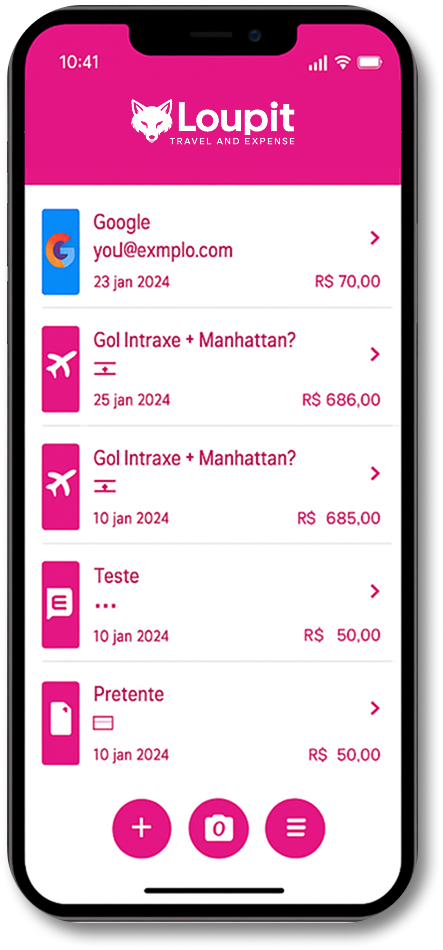 10:41
Loupit
TRAVEL AND EXPENSE
Google
you!@exmplo.com
23 jan 2024 R$ 70,00
Gol Intraxe + Manhattan?
25 jan 2024 R$ 686,00
Gol Intraxe + Manhattan?
10 jan 2024 R$ 685,00
Teste
...
10 jan 2024 R$ 50,00
Pretente
10 jan 2024 R$ 50,00